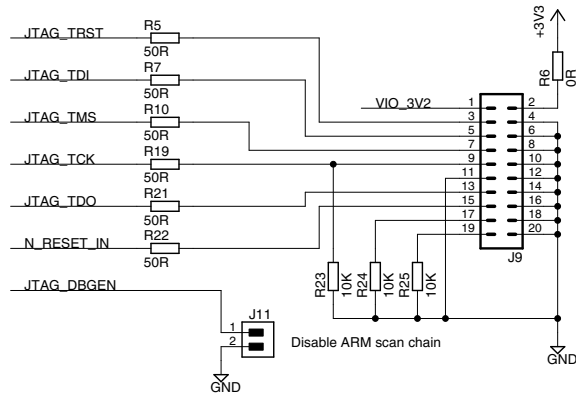 JTAG_TRST
R5
50R
JTAG_TDI
R7
50R
JTAG_TMS
R10
50R
JTAG_TCK
R19
50R
JTAG_TDO
R21
50R
N_RESET_IN
R22
50R
JTAG_DBGEN
+3V3
R6
0R
VIO_3V2
1 2
3 4
5 6
7 8
9 10
11 12
13 14
15 16
17 18
19 20
J9
R23
10K
R24
10K
R25
10K
J11
1
2
Disable ARM scan chain
GND
GND